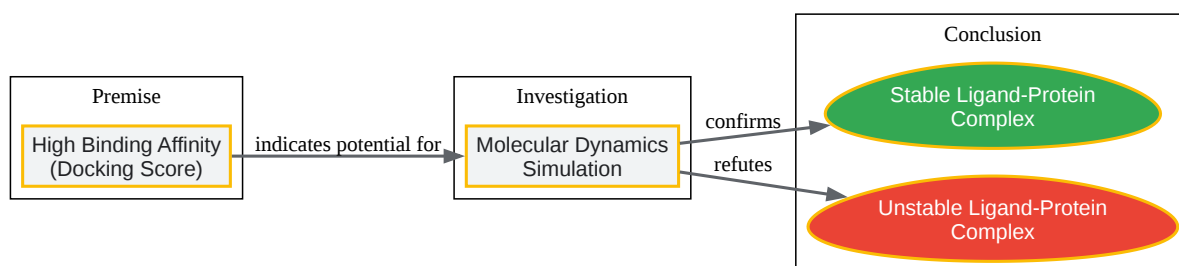 Premise
High Binding Affinity
(Docking Score)
indicates potential for
Investigation
Molecular Dynamics
Simulation
confirms
refutes
Conclusion
Stable Ligand-Protein
Complex
Unstable Ligand-Protein
Complex